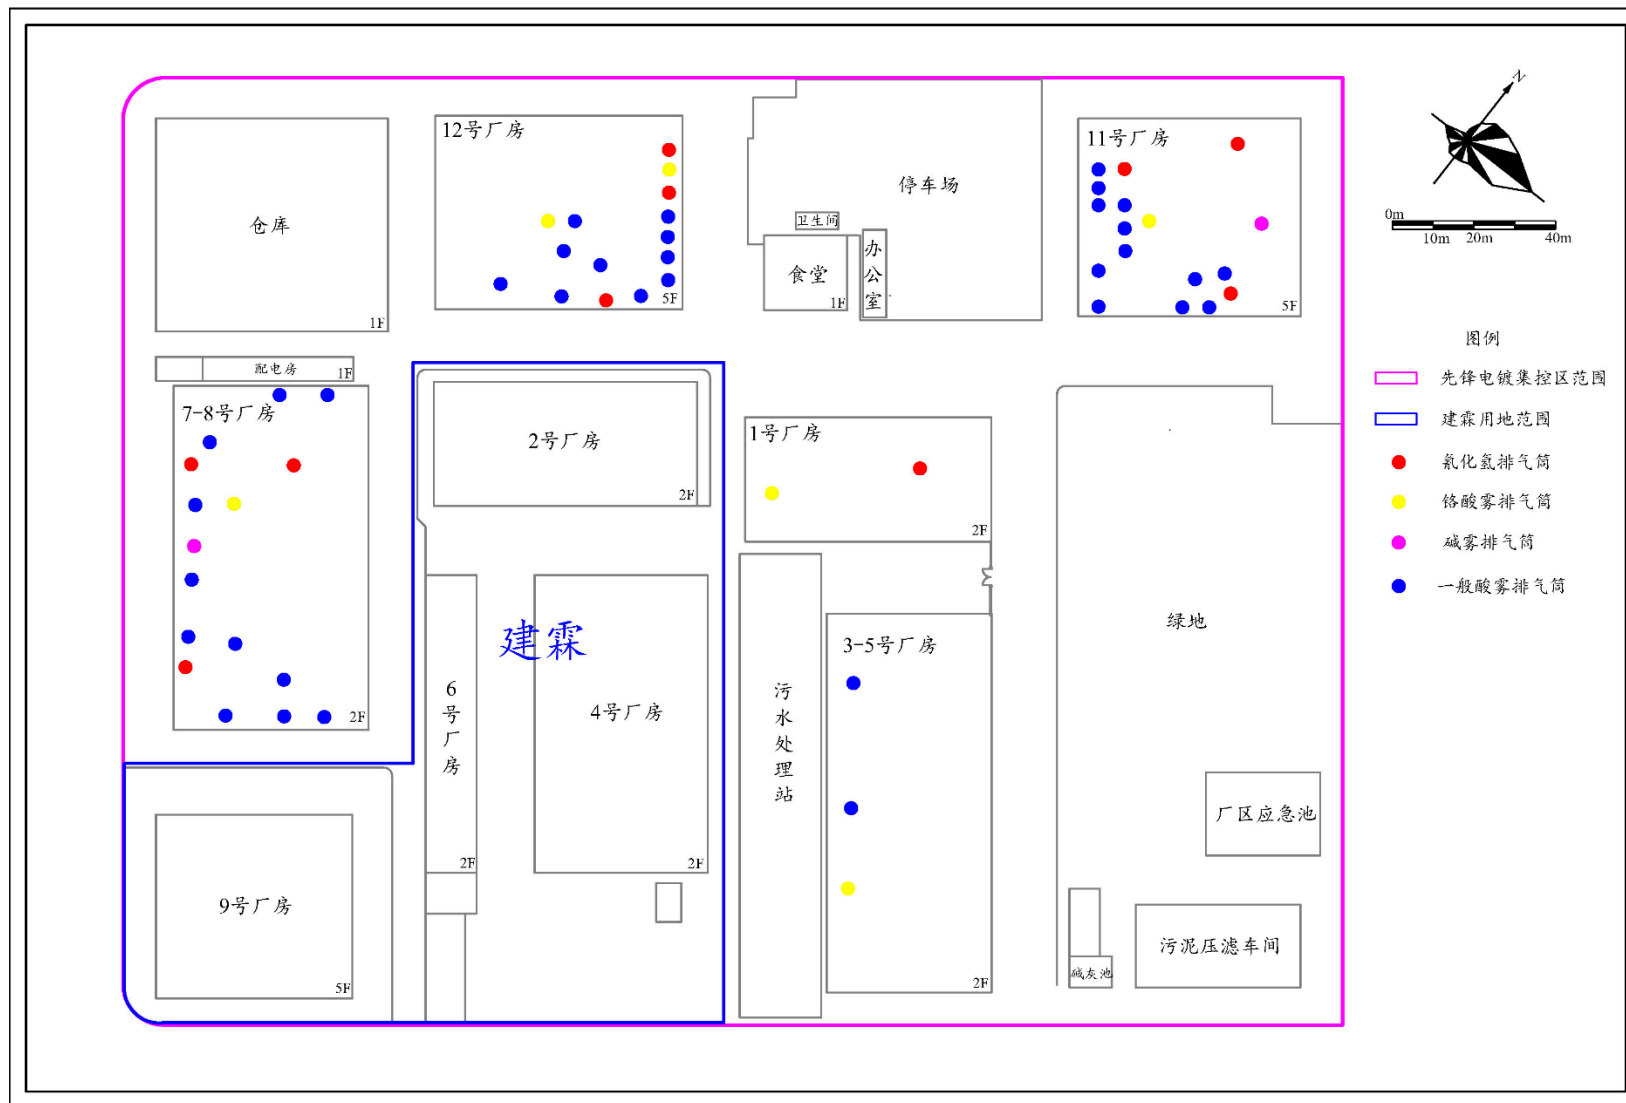 N
0m
10m
20m
40m
12号厂房
5F
11号厂房
5F
停车场
卫生间
食堂
1F
办公室
仓库
1F
配电房
1F
7-8号厂房
2F
2号厂房
2F
1号厂房
2F
图例
先锋电镀集控区范围
建霖用地范围
氰化氢排气筒
铬酸雾排气筒
碱雾排气筒
一般酸雾排气筒
建霖
6号厂房
2F
4号厂房
2F
污水处理站
3-5号厂房
2F
绿地
厂区应急池
9号厂房
5F
碱灰池
污泥压滤车间